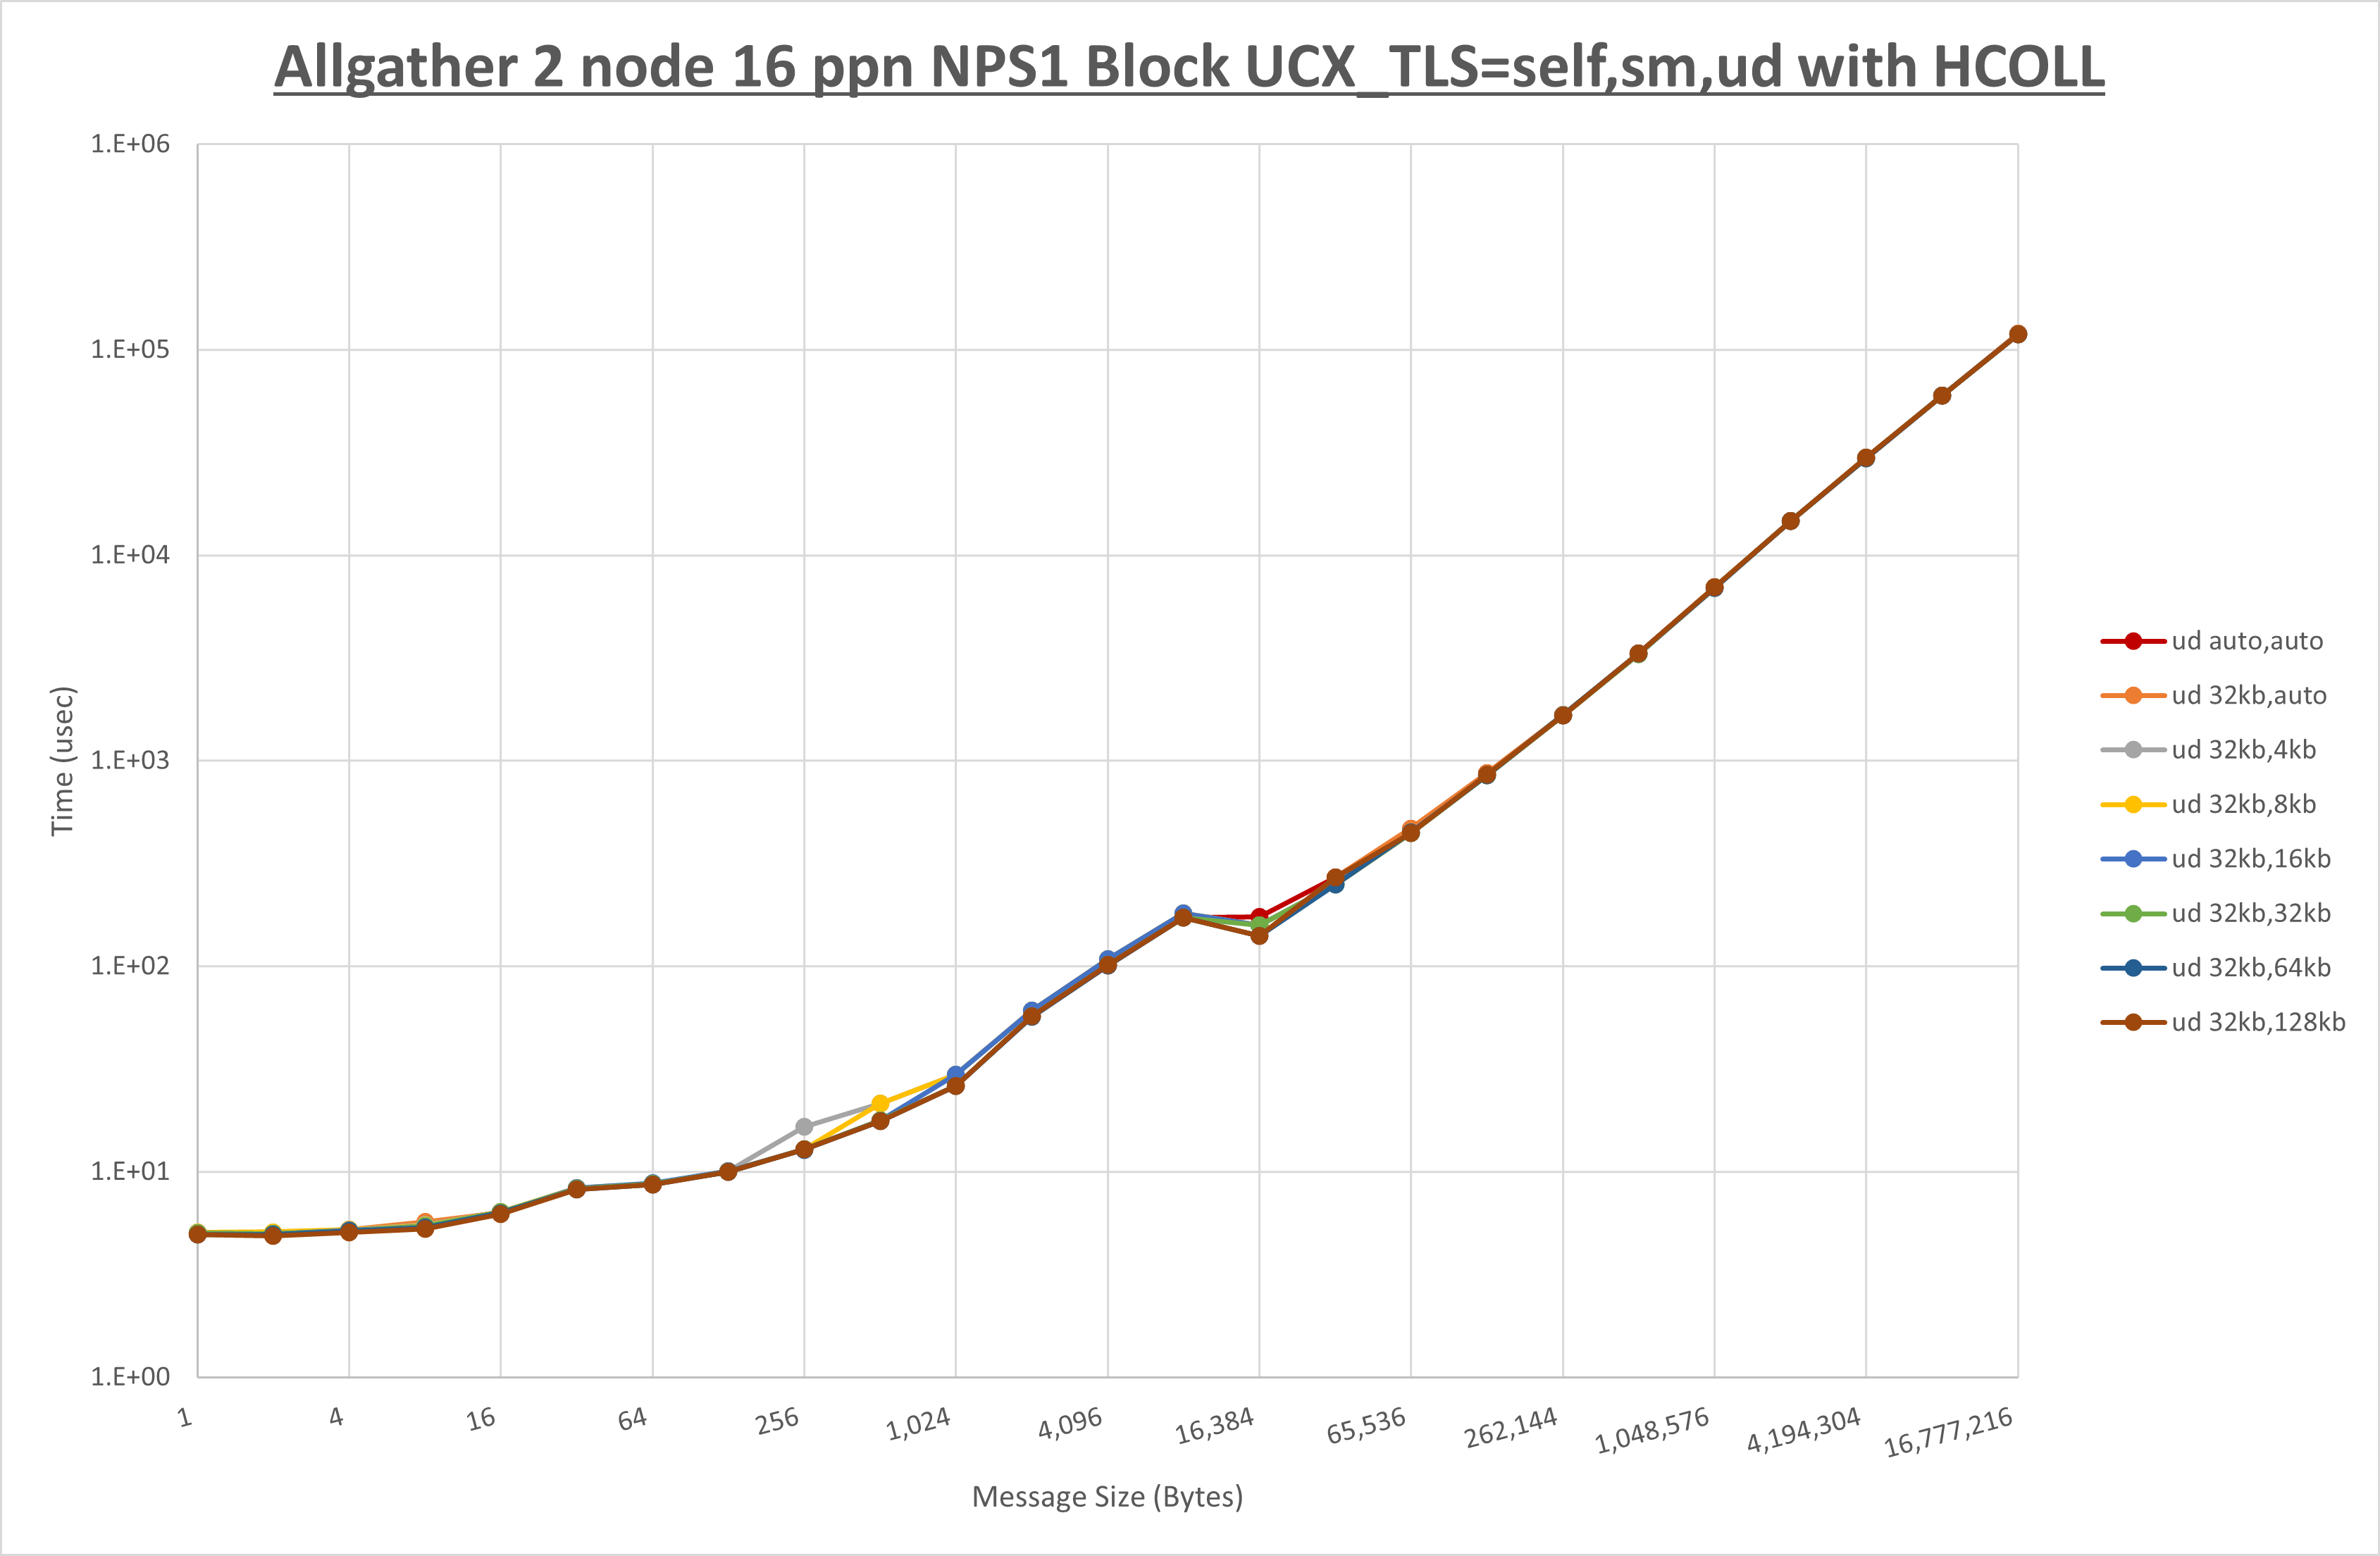 Allgather 2 node 16 ppn NPS1 Block UCX_TLS=self,sm,ud with HCOLL
1.E+06
1.E+05
1.E+04
1.E+03
1.E+02
1.E+01
1.E+00
Time (usec)
1
4
16
64
256
1,024
4,096
16,384
65,536
262,144
1,048,576
4,194,304
16,777,216
Message Size (Bytes)
ud auto,auto
ud 32kb,auto
ud 32kb,4kb
ud 32kb,8kb
ud 32kb,16kb
ud 32kb,32kb
ud 32kb,64kb
ud 32kb,128kb